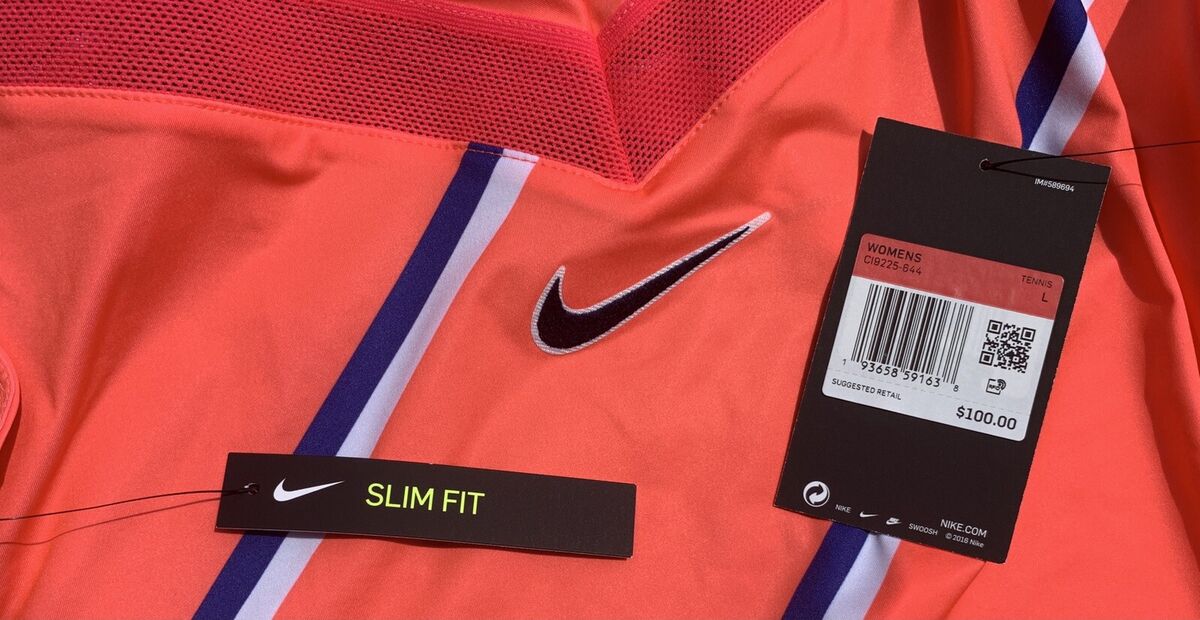 IM#589694
WOMENS
CI9225-644
TENNIS
L
1 93658 59163 8
SUGGESTED RETAIL
$100.00
NIKE
SWOOSH
NIKE.COM
© 2016 Nike
SLIM FIT